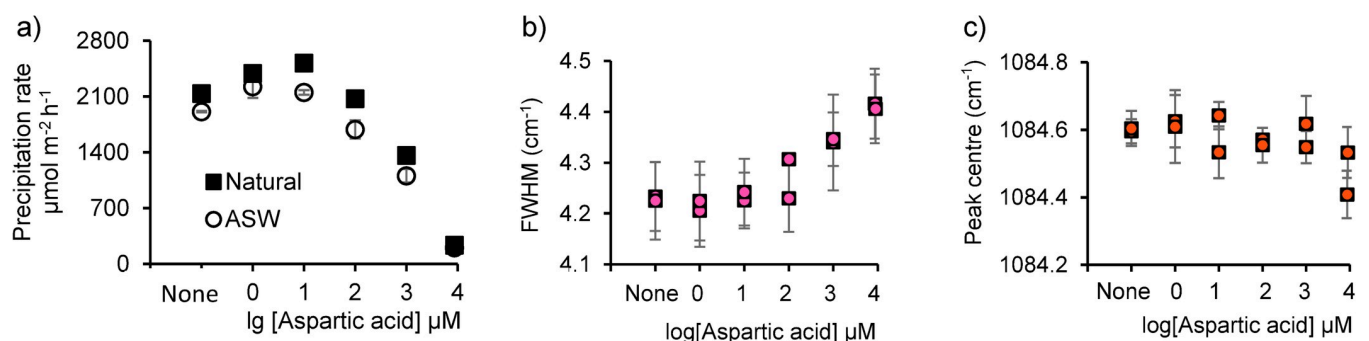 a)
Precipitation rate
µmol m⁻² h⁻¹
2800
2100
1400
700
0
Natural
ASW
None 0 1 2 3 4
lg [Aspartic acid] µM
b)
FWHM (cm⁻¹)
4.5
4.4
4.3
4.2
4.1
None 0 1 2 3 4
log[Aspartic acid] µM
c)
Peak centre (cm⁻¹)
1084.8
1084.6
1084.4
1084.2
None 0 1 2 3 4
log[Aspartic acid] µM